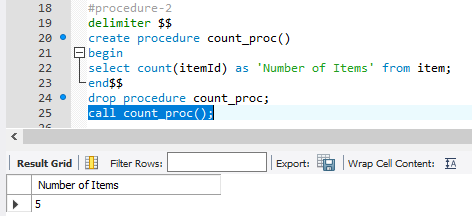 18 #procedure-2
19 delimiter $$
20 create procedure count_proc()
21 begin
22 select count(itemId) as 'Number of Items' from item;
23 end$$
24 drop procedure count_proc;
25 call count_proc();
26
Result Grid Filter Rows: Export: Wrap Cell Content: IA
Number of Items
5